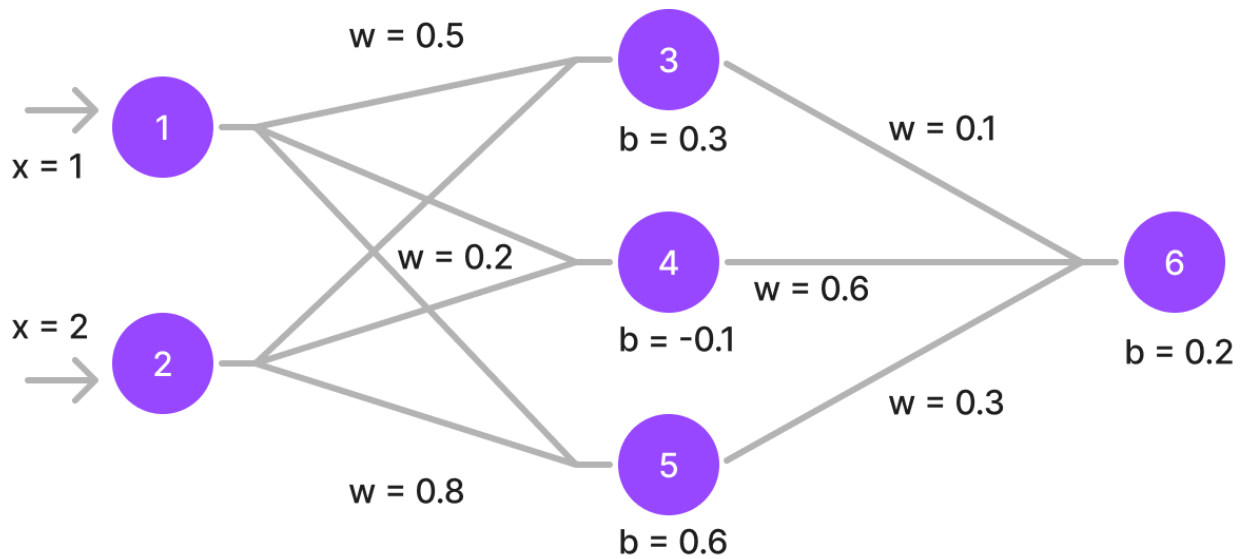 w = 0.5
3
1
x = 1
b = 0.3
w = 0.1
w = 0.2
4
6
w = 0.6
x = 2
b = -0.1
b = 0.2
2
w = 0.3
5
w = 0.8
b = 0.6